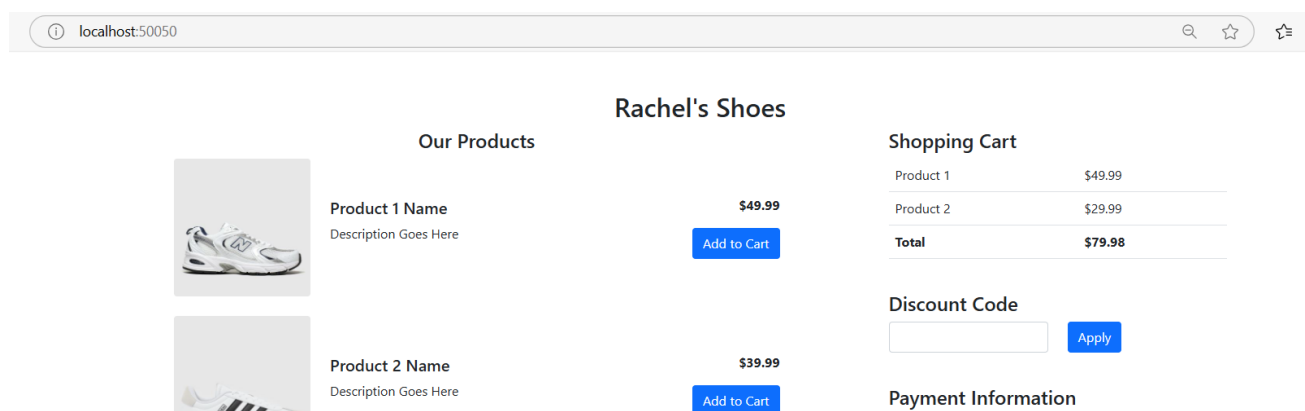 localhost:50050
Rachel's Shoes
Our Products
Product 1 Name
Description Goes Here
$49.99
Add to Cart
Product 2 Name
Description Goes Here
$39.99
Add to Cart
Shopping Cart
Product 1 $49.99
Product 2 $29.99
Total $79.98
Discount Code
Apply
Payment Information